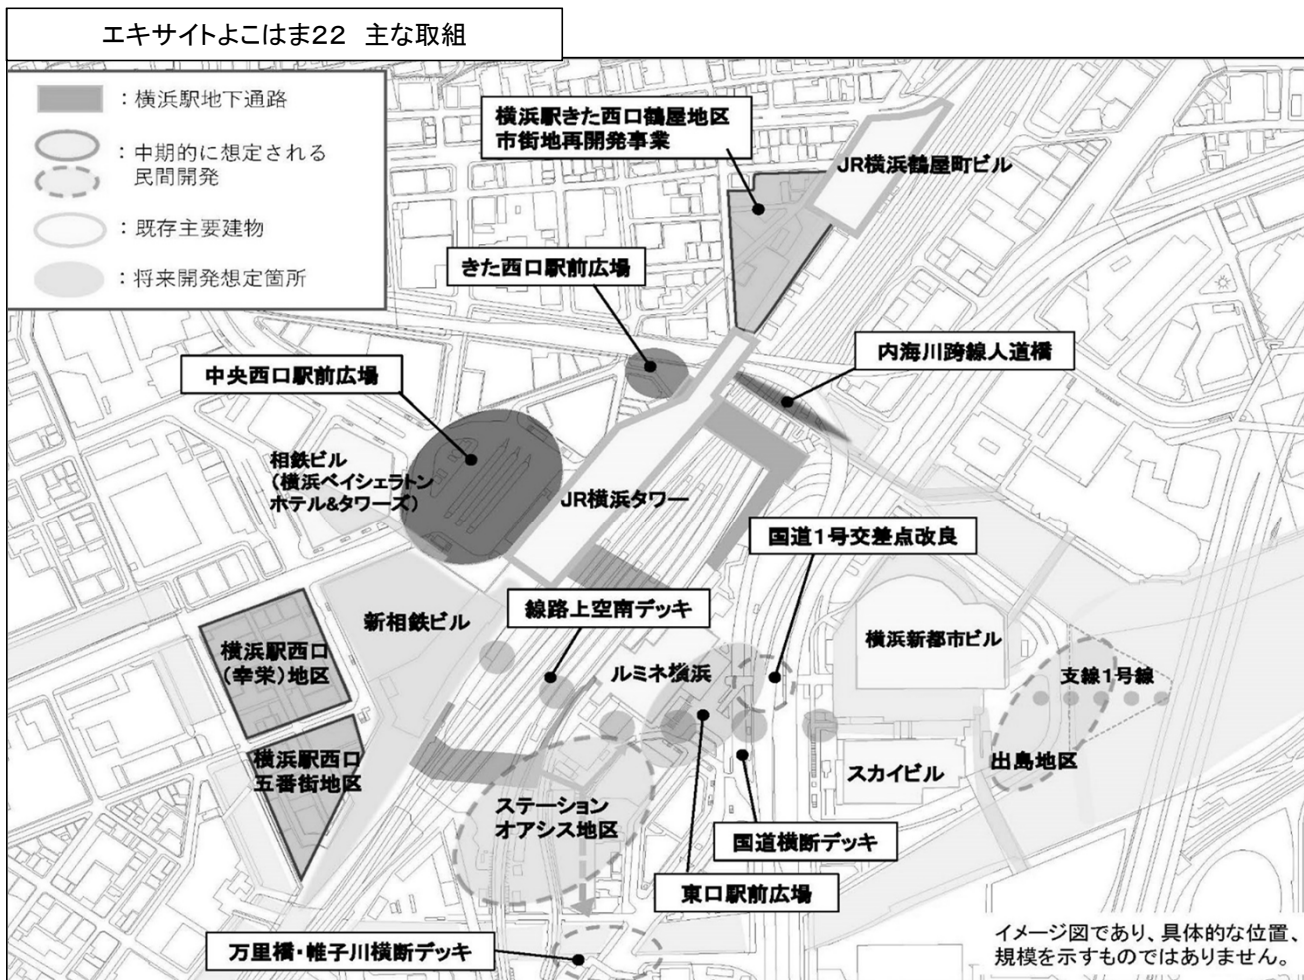 エキサイトよこはま22 主な取組
：横浜駅地下通路
：中期的に想定される
民間開発
：既存主要建物
：将来開発想定箇所
横浜駅きた西口鶴屋地区
市街地再開発事業
JR横浜鶴屋町ビル
きた西口駅前広場
内海川跨線人道橋
中央西口駅前広場
相鉄ビル
（横浜ベイシェラトン
ホテル&タワーズ）
JR横浜タワー
国道1号交差点改良
線路上空南デッキ
新相鉄ビル
横浜駅西口
（幸栄）地区
ルミネ横浜
横浜新都市ビル
支線1号線
横浜駅西口
五番街地区
出島地区
スカイビル
ステーション
オアシス地区
国道横断デッキ
東口駅前広場
万里橋・帷子川横断デッキ
イメージ図であり、具体的な位置、
規模を示すものではありません。